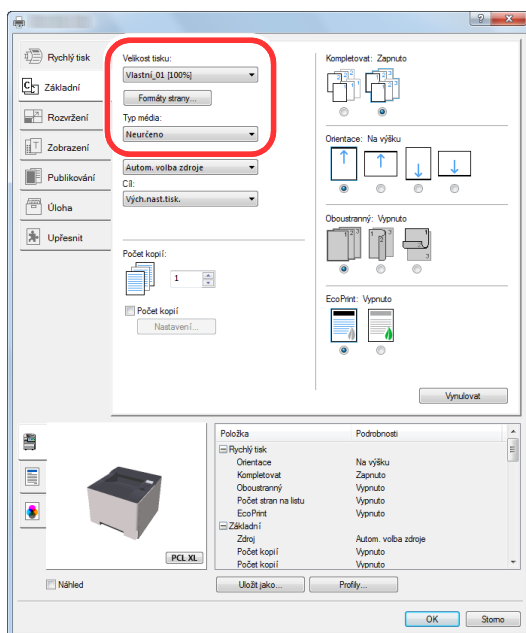 Rychlý tisk
Základní
Rozvržení
Zobrazení
Publikování
Úloha
Upřesnit
Velikost tisku:
Vlastní_01 [100%]
Formáty strany...
Typ média:
Neurčeno
Autom. volba zdroje
Cíl:
Vých.nast.tisk.
Počet kopií:
1
Počet kopií
Nastavení...
Kompletovat: Zapnuto
Orientace: Na výšku
Oboustranný: Vypnuto
EcoPrint: Vypnuto
Vynulovat
PCL XL
Náhled
Položka Podrobnosti
Rychlý tisk
Orientace Na výšku
Kompletovat Zapnuto
Oboustranný Vypnuto
Počet stran na listu Vypnuto
EcoPrint Vypnuto
Základní
Zdroj Autom. volba zdroje
Počet kopií Vypnuto
Počet kopií Vypnuto
Uložit jako... Profily...
OK Storno